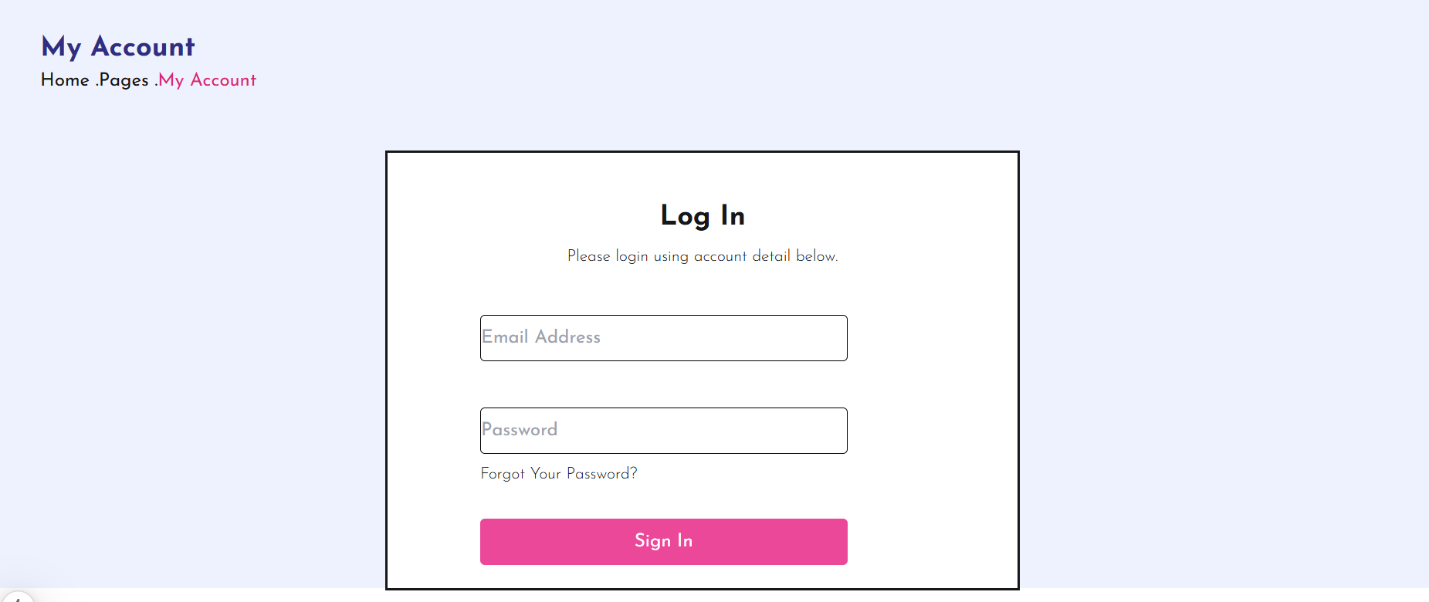 My Account
Home .Pages .My Account
Log In
Please login using account detail below.
Email Address
Password
Forgot Your Password?
Sign In